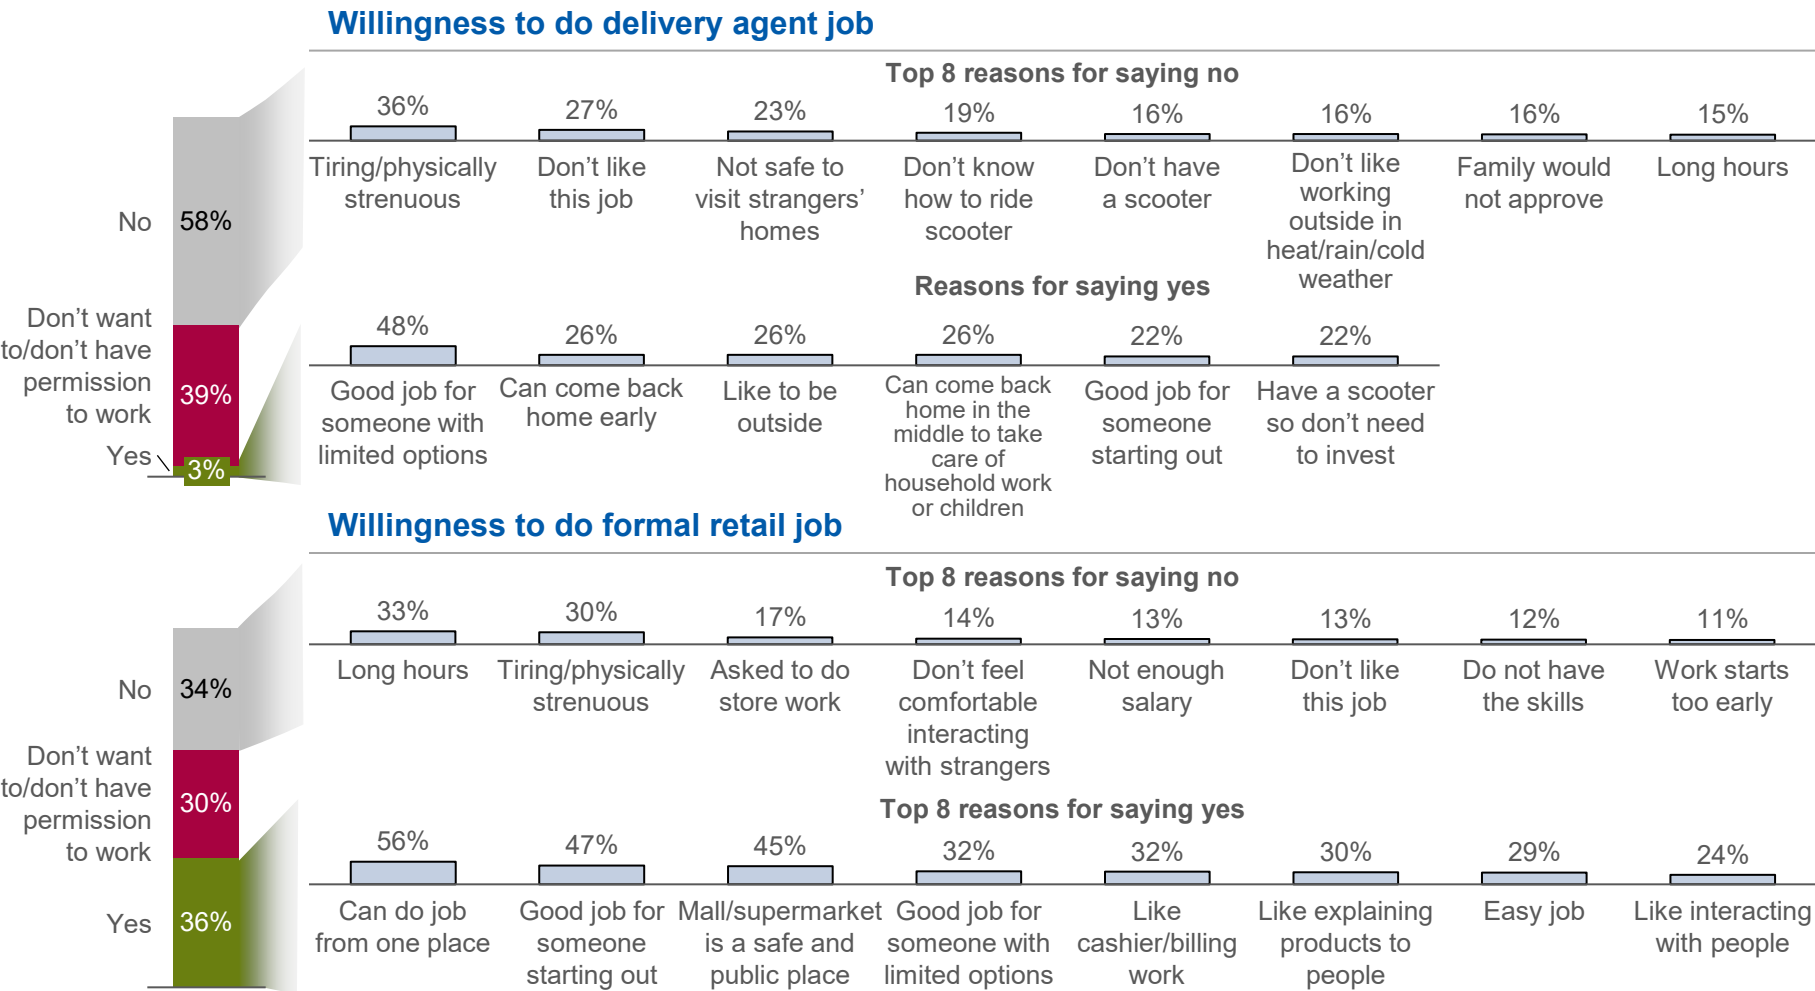 Willingness to do delivery agent job
Top 8 reasons for saying no
36% 27% 23% 19% 16% 16% 16% 15%
Tiring/physically
strenuous
Don’t like
this job
Not safe to
visit strangers’
homes
Don’t know
how to ride
scooter
Don’t have
a scooter
Don’t like
working
outside in
heat/rain/cold
weather
Family would
not approve
Long hours
No 58%
Don’t want
to/don’t have
permission
to work
39%
Yes 3%
Reasons for saying yes
48% 26% 26% 26% 22% 22%
Good job for
someone with
limited options
Can come back
home early
Like to be
outside
Can come back
home in the
middle to take
care of
household work
or children
Good job for
someone
starting out
Have a scooter
so don’t need
to invest
Willingness to do formal retail job
Top 8 reasons for saying no
33% 30% 17% 14% 13% 13% 12% 11%
Long hours
Tiring/physically
strenuous
Asked to do
store work
Don’t feel
comfortable
interacting
with strangers
Not enough
salary
Don’t like
this job
Do not have
the skills
Work starts
too early
No 34%
Don’t want
to/don’t have
permission
to work
30%
Yes 36%
Top 8 reasons for saying yes
56% 47% 45% 32% 32% 30% 29% 24%
Can do job
from one place
Good job for
someone
starting out
Mall/supermarket
is a safe and
public place
Good job for
someone with
limited options
Like
cashier/billing
work
Like explaining
products to
people
Easy job
Like interacting
with people